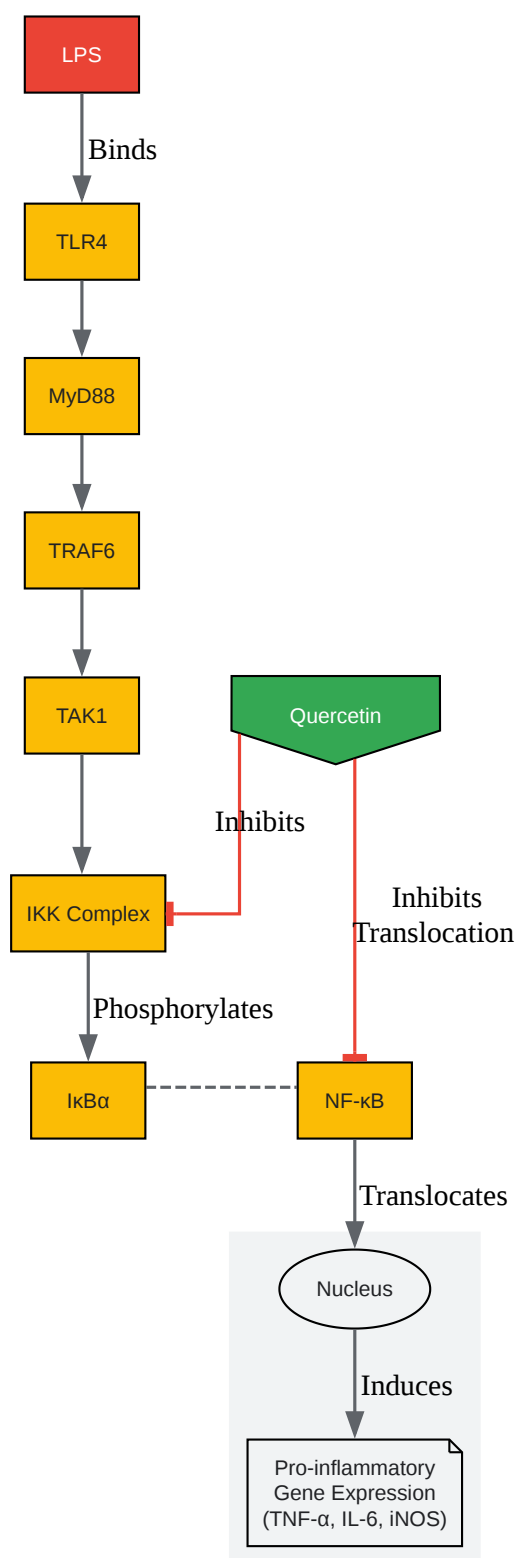 LPS
Binds
TLR4
MyD88
TRAF6
TAK1
Quercetin
Inhibits
IKK Complex
Inhibits
Translocation
Phosphorylates
IκBα
NF-κB
Translocates
Nucleus
Induces
Pro-inflammatory
Gene Expression
(TNF-α, IL-6, iNOS)